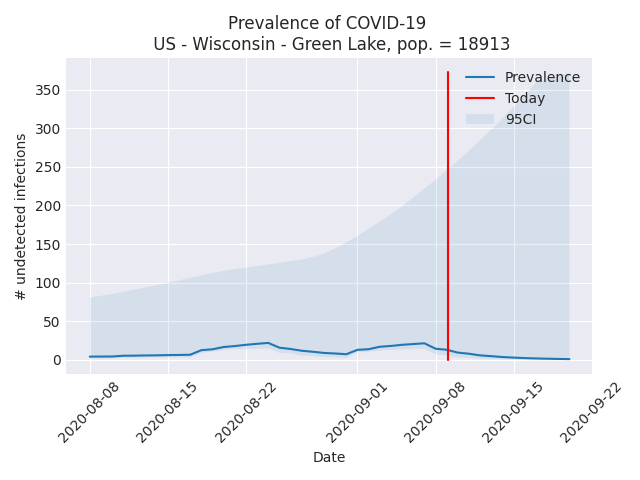 Prevalence of COVID-19
US - Wisconsin - Green Lake, pop. = 18913
Prevalence
Today
95CI
# undetected infections
350
300
250
200
150
100
50
0
2020-08-08
2020-08-15
2020-08-22
2020-09-01
2020-09-08
2020-09-15
2020-09-22
Date